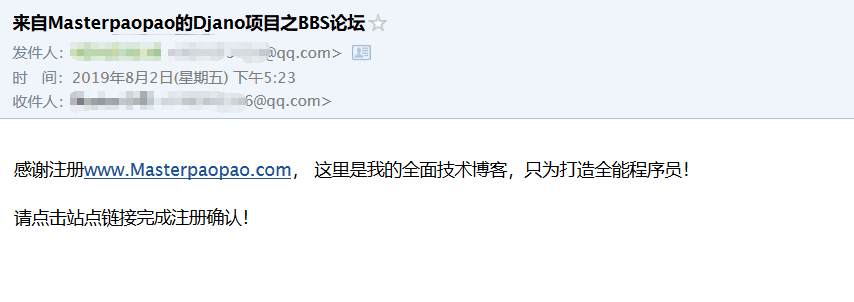 来自Masterpaopao的Djano项目之BBS论坛
发件人： @qq.com>
时 间：2019年8月2日(星期五) 下午5:23
收件人： 6@qq.com>
感谢注册www.Masterpaopao.com， 这里是我的全面技术博客，只为打造全能程序员！
请点击站点链接完成注册确认！